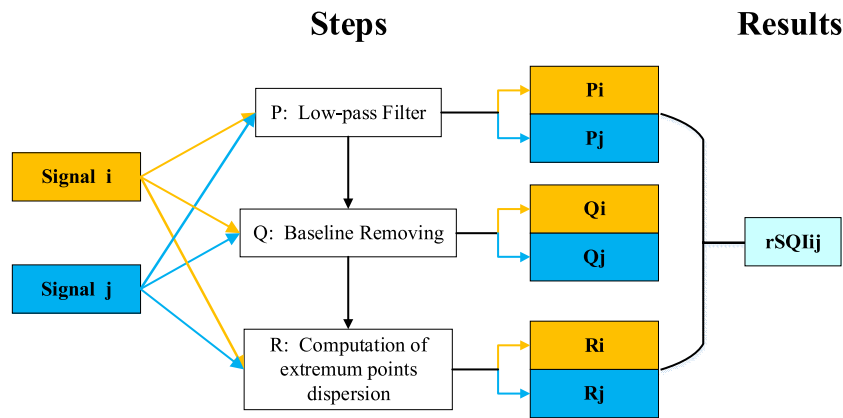 Steps
Results
P: Low-pass Filter
Pi
Pj
Signal i
Q: Baseline Removing
Qi
Qj
rSQIij
Signal j
R: Computation of
extremum points
dispersion
Ri
Rj